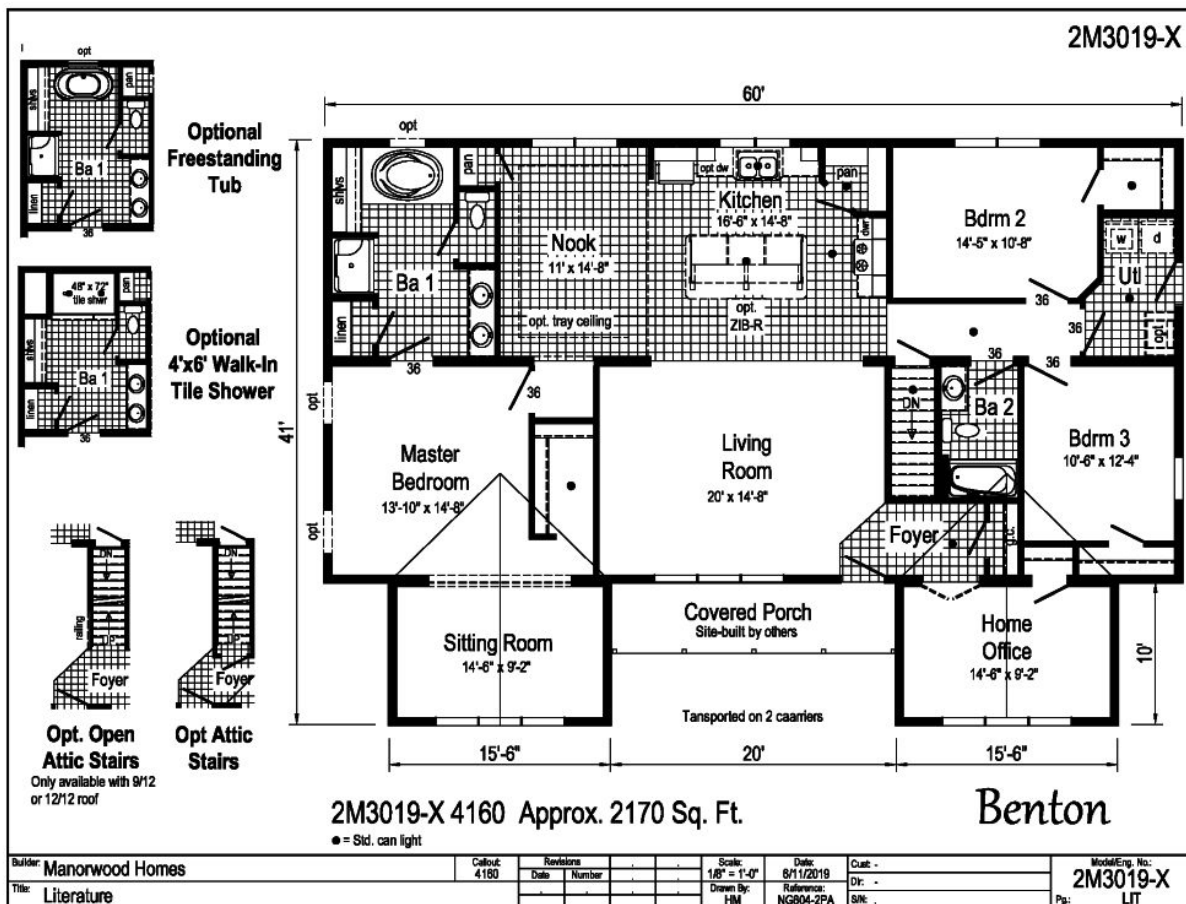 2M3019-X
opt
shlvs
pan
Ba 1
linen
36
Optional
Freestanding
Tub
48" x 72"
tile shwr
pan
shlvs
Ba 1
linen
36
Optional
4'x6' Walk-In
Tile Shower
60'
41'
opt
shlvs
pan
pan
opt dw
pan
Kitchen
16'-6" x 14'-8"
Nook
11' x 14'-8"
Ba 1
linen
opt. tray ceiling
opt.
ZIB-R
dwr
Bdrm 2
14'-5" x 10'-8"
w
d
Utl
opt
36
36
36
36
36
36
opt
opt
Master
Bedroom
13'-10" x 14'-8"
Living
Room
20' x 14'-8"
DN
Ba 2
Bdrm 3
10'-6" x 12'-4"
Foyer
g.c.
Sitting Room
14'-6" x 9'-2"
Covered Porch
Site-built by others
Home
Office
14'-6" x 9'-2"
10'
Tansported on 2 caarriers
15'-6"
20'
15'-6"
DN
railing
UP
Foyer
Opt. Open
Attic Stairs
Only available with 9/12
or 12/12 roof
DN
UP
Foyer
Opt Attic
Stairs
2M3019-X 4160 Approx. 2170 Sq. Ft.
● = Std. can light
Benton
Builder: Manorwood Homes
Title: Literature
Callout:
4160
Revisions
Date Number
Scale:
1/8" = 1'-0"
Drawn By:
HM
Date:
6/11/2019
Reference:
NG804-2PA
Cust: -
Dir: -
S/N: .
Model/Eng. No.:
2M3019-X
Pg.: LIT